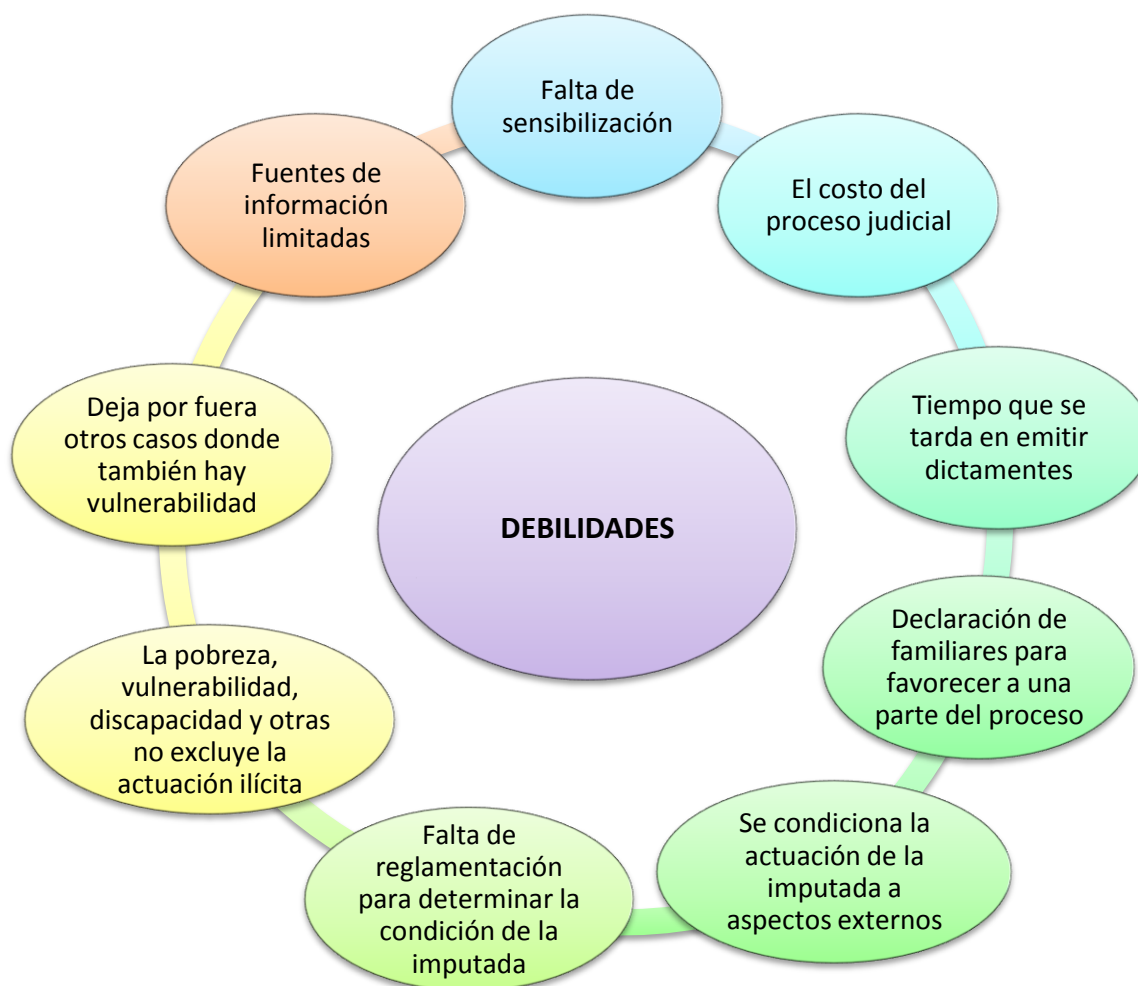 Falta de
sensibilización
El costo del
proceso judicial
Tiempo que se
tarda en emitir
dictamentes
Declaración de
familiares para
favorecer a una
parte del proceso
Se condiciona la
actuación de la
imputada a
aspectos externos
Falta de
reglamentación
para determinar la
condición de la
imputada
La pobreza,
vulnerabilidad,
discapacidad y otras
no excluye la
actuación ilícita
Deja por fuera
otros casos donde
también hay
vulnerabilidad
Fuentes de
información
limitadas
DEBILIDADES